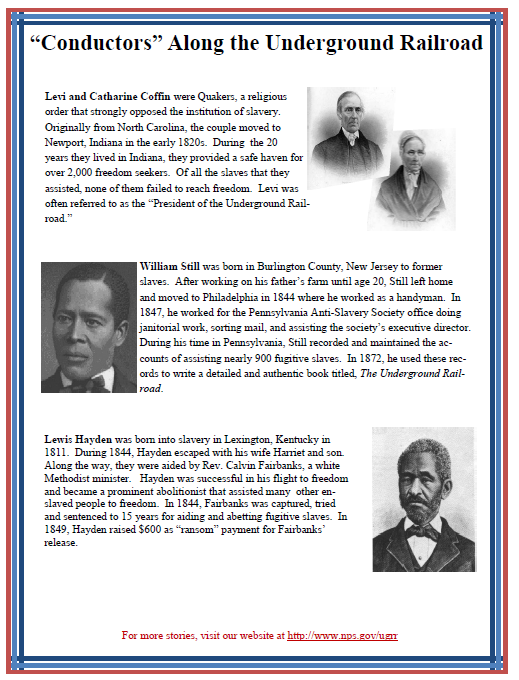 “Conductors” Along the Underground Railroad
Levi and Catharine Coffin were Quakers, a religious
order that strongly opposed the institution of slavery.
Originally from North Carolina, the couple moved to
Newport, Indiana in the early 1820s.  During  the 20
years they lived in Indiana, they provided a safe haven for
over 2,000 freedom seekers.  Of all the slaves that they
assisted, none of them failed to reach freedom.  Levi was
often referred to as the “President of the Underground Rail-
road.”
William Still was born in Burlington County, New Jersey to former
slaves.  After working on his father’s farm until age 20, Still left home
and moved to Philadelphia in 1844 where he worked as a handyman.  In
1847, he worked for the Pennsylvania Anti-Slavery Society office doing
janitorial work, sorting mail, and assisting the society’s executive director.
During his time in Pennsylvania, Still recorded and maintained the ac-
counts of assisting nearly 900 fugitive slaves.  In 1872, he used these rec-
ords to write a detailed and authentic book titled, The Underground Rail-
road.
Lewis Hayden was born into slavery in Lexington, Kentucky in
1811.  During 1844, Hayden escaped with his wife Harriet and son.
Along the way, they were aided by Rev. Calvin Fairbanks, a white
Methodist minister.   Hayden was successful in his flight to freedom
and became a prominent abolitionist that assisted many  other en-
slaved people to freedom.  In 1844, Fairbanks was captured, tried
and sentenced to 15 years for aiding and abetting fugitive slaves.  In
1849, Hayden raised $600 as “ransom” payment for Fairbanks’
release.
For more stories, visit our website at http://www.nps.gov/ugrr